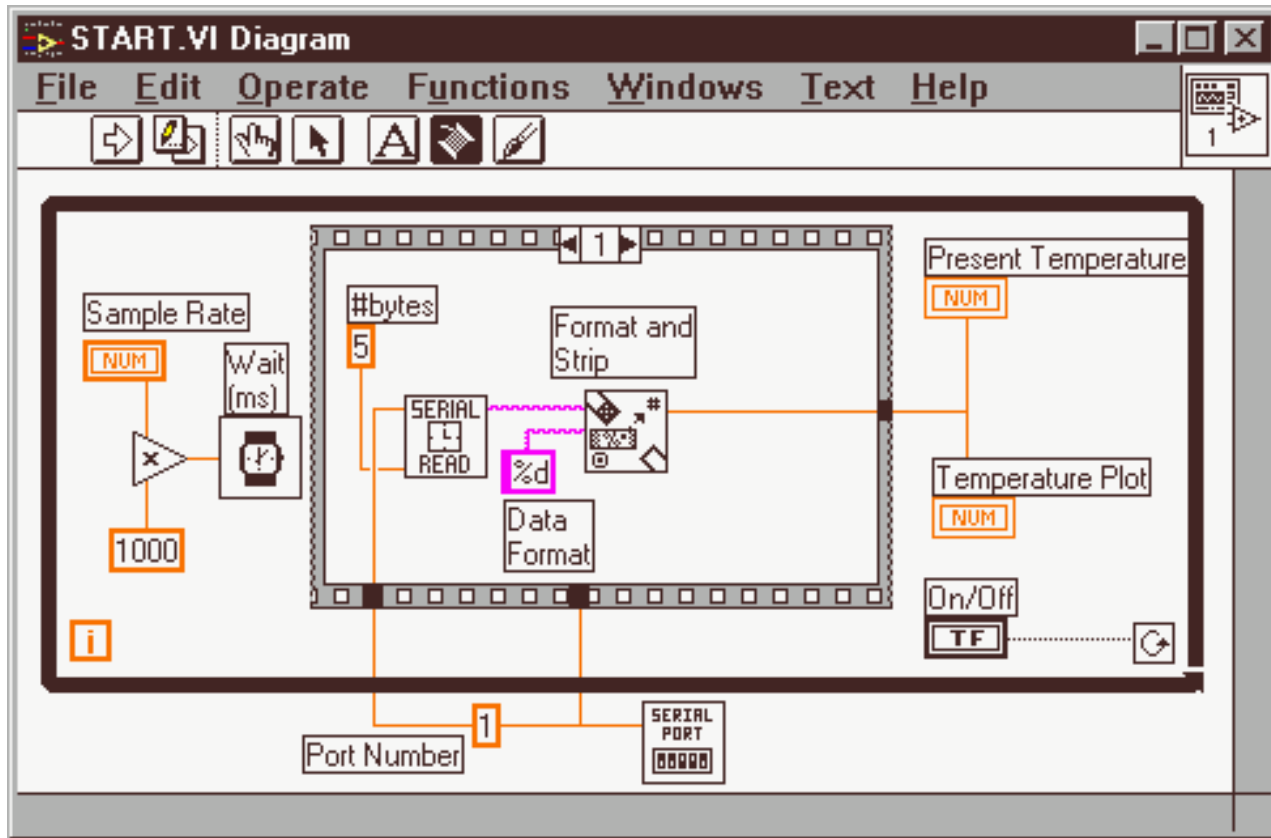 START.VI Diagram
File Edit Operate Functions Windows Text Help
A
1
1
Present Temperature
NUM
Sample Rate
NUM
Wait
(ms)
#bytes
5
Format and
Strip
SERIAL
READ
#
%d
Data
Format
x
1000
Temperature Plot
NUM
On/Off
TF
i
Port Number
1
SERIAL
PORT